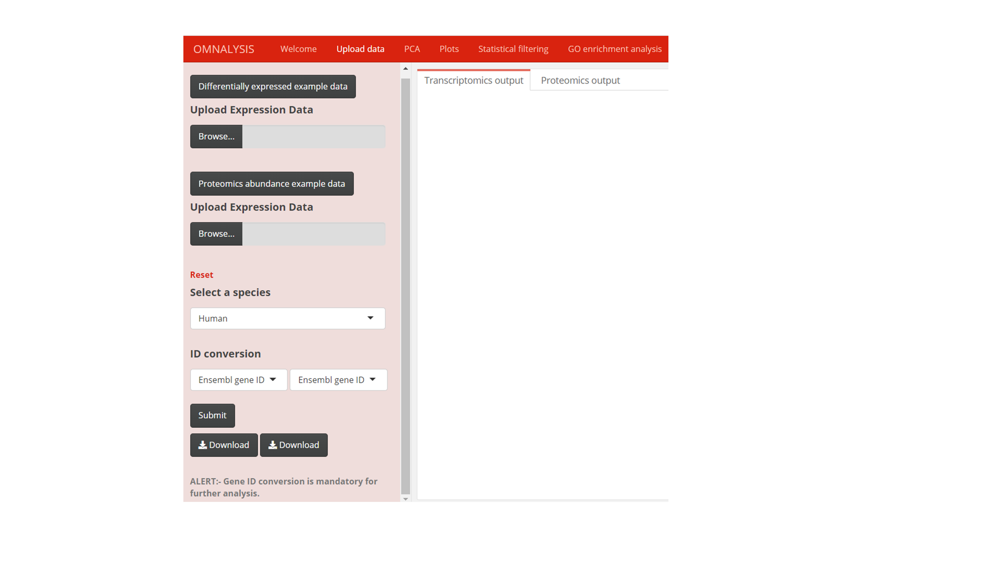 OMNALYSIS Welcome Upload data PCA Plots Statistical filtering GO enrichment analysis
Differentially expressed example data
Upload Expression Data
Browse...
Proteomics abundance example data
Upload Expression Data
Browse...
Reset
Select a species
Human
ID conversion
Ensembl gene ID Ensembl gene ID
Submit
Download Download
ALERT:- Gene ID conversion is mandatory for
further analysis.
Transcriptomics output Proteomics output